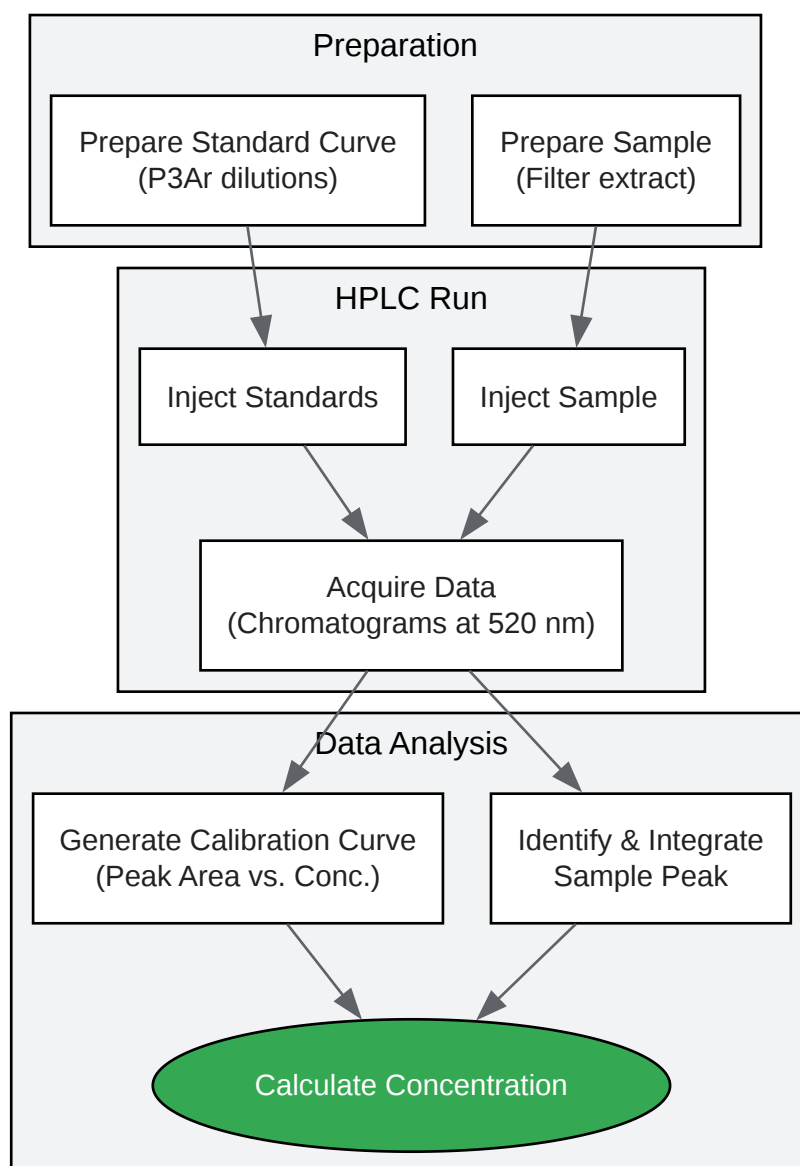 Preparation
Prepare Standard Curve
(P3Ar dilutions)
Prepare Sample
(Filter extract)
HPLC Run
Inject Standards
Inject Sample
Acquire Data
(Chromatograms at 520 nm)
Data Analysis
Generate Calibration Curve
(Peak Area vs. Conc.)
Identify & Integrate
Sample Peak
Calculate Concentration